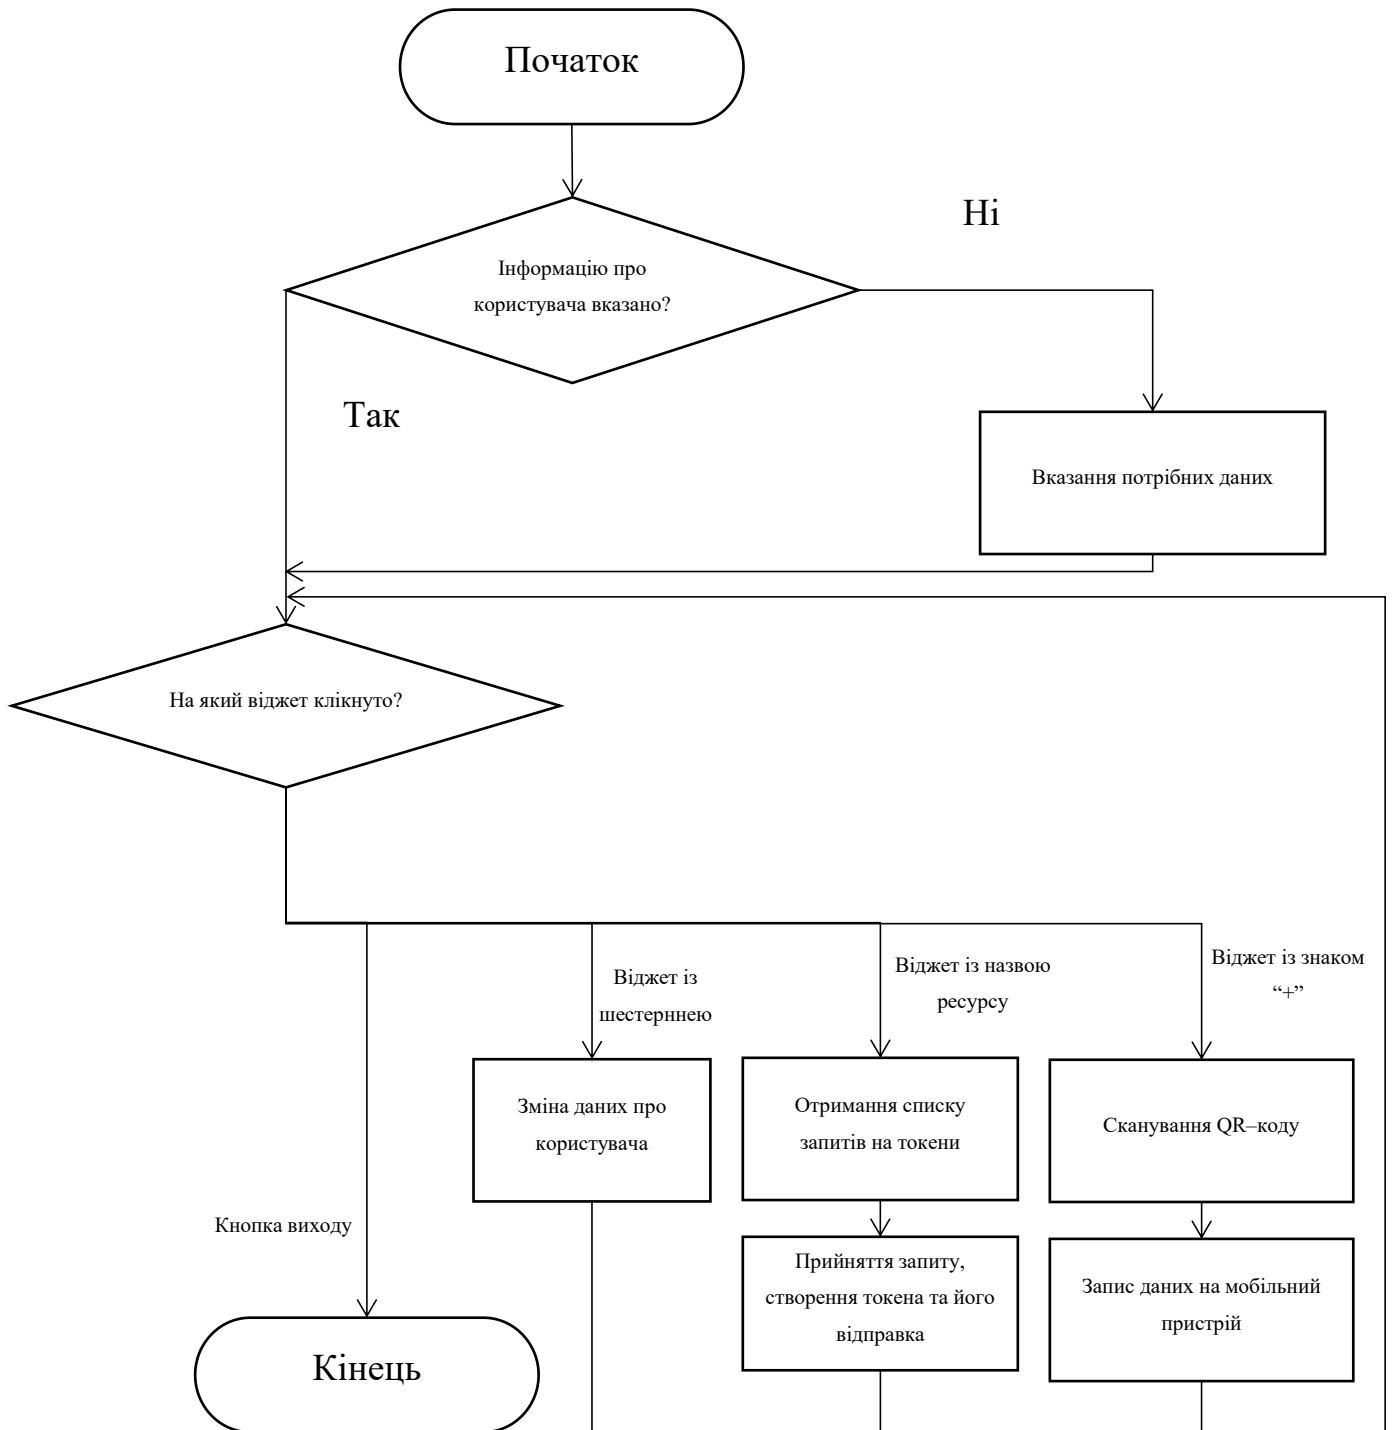 Початок
Ні
Інформацію про
користувача вказано?
Так
Вказання потрібних даних
На який віджет клікнуто?
Віджет із
шестерннею
Віджет із назвою
ресурсу
Віджет із знаком
“+”
Зміна даних про
користувача
Отримання списку
запитів на токени
Сканування QR–коду
Кнопка виходу
Прийняття запиту,
створення токена та його
відправка
Запис даних на мобільний
пристрій
Кінець